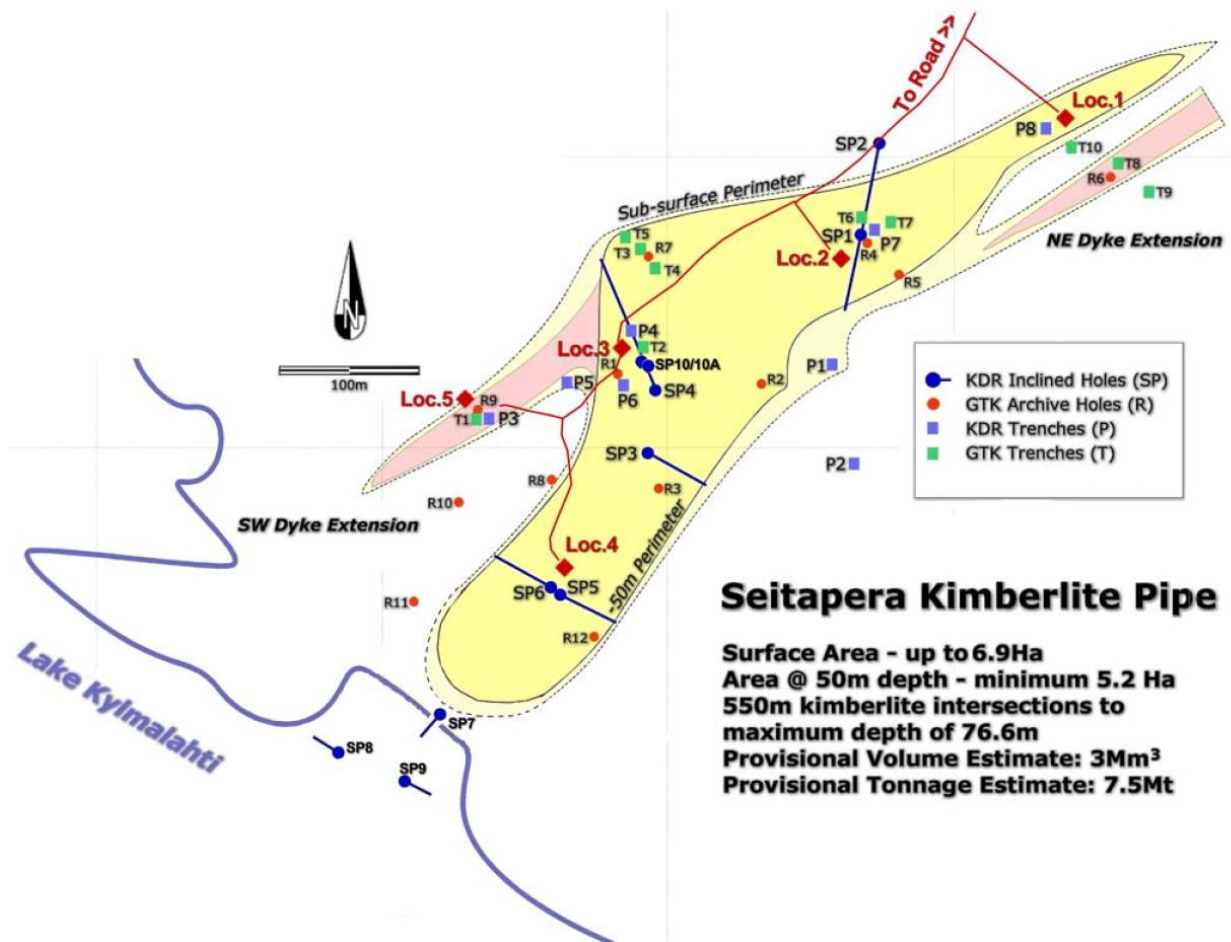 To Road >>
Loc.1
P8
SP2
T10
T8
R6
T9
Sub-surface Perimeter
T6
T7
SP1
P7
NE Dyke Extension
T5
T3
R7
T4
Loc.2
R4
R5
N
100m
P4
Loc.3
T2
R1
SP10/10A
P5
P6
SP4
R2
P1
Loc.5
R9
T1
P3
KDR Inclined Holes (SP)
GTK Archive Holes (R)
KDR Trenches (P)
GTK Trenches (T)
SP3
P2
R8
R3
R10
SW Dyke Extension
-50m Perimeter
Loc.4
SP6
SP5
R11
R12
Lake Kylmalahti
SP7
SP8
SP9
Seitapera Kimberlite Pipe
Surface Area - up to 6.9Ha
Area @ 50m depth - minimum 5.2 Ha
550m kimberlite intersections to
maximum depth of 76.6m
Provisional Volume Estimate: 3Mm³
Provisional Tonnage Estimate: 7.5Mt